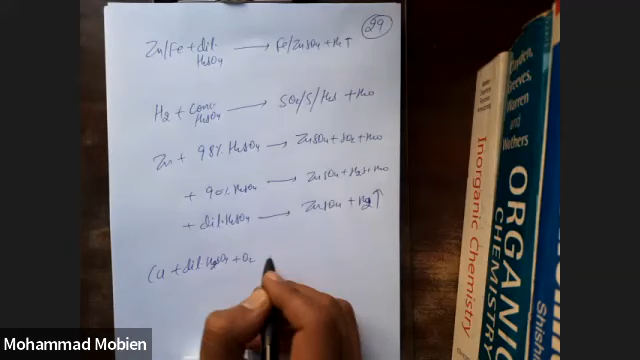 29
Zn/Fe + dil. H₂SO₄ → Fe/ZnSO₄ + H₂ ↑
H₂ + Conc. H₂SO₄ → SO₂/S/H₂S + H₂O
Zn + 98% H₂SO₄ → ZnSO₄ + SO₂ + H₂O
+ 90% H₂SO₄ → ZnSO₄ + H₂S + H₂O
+ dil. H₂SO₄ → ZnSO₄ + H₂ ↑
Cu + dil. H₂SO₄ + O₂
Inorganic Chemistry
Clayden,
Greeves,
Warren and
Wothers
ORGANIC
CHEMISTRY
Mohammad Mobien